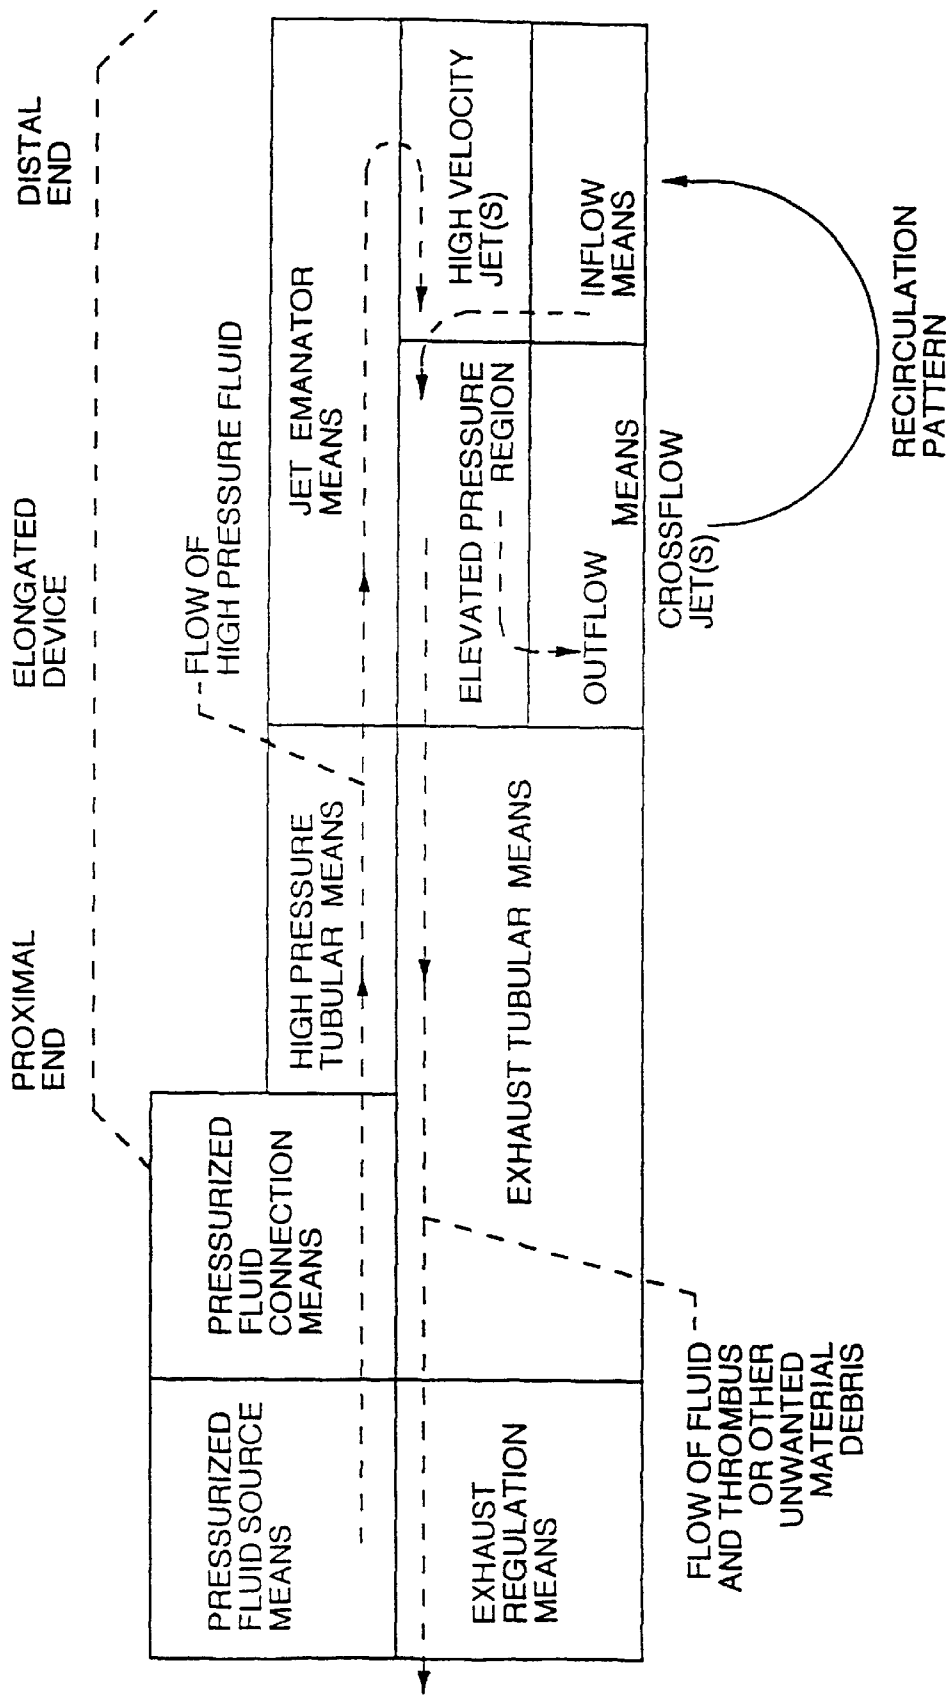 PROXIMAL
END
ELONGATED
DEVICE
DISTAL
END
FLOW OF
HIGH PRESSURE FLUID
PRESSURIZED
FLUID SOURCE
MEANS
PRESSURIZED
FLUID
CONNECTION
MEANS
HIGH PRESSURE
TUBULAR MEANS
JET EMANATOR
MEANS
HIGH VELOCITY
JET(S)
ELEVATED PRESSURE
REGION
INFLOW
MEANS
OUTFLOW
MEANS
EXHAUST TUBULAR MEANS
EXHAUST
REGULATION
MEANS
CROSSFLOW
JET(S)
RECIRCULATION
PATTERN
FLOW OF FLUID
AND THROMBUS
OR OTHER
UNWANTED
MATERIAL
DEBRIS